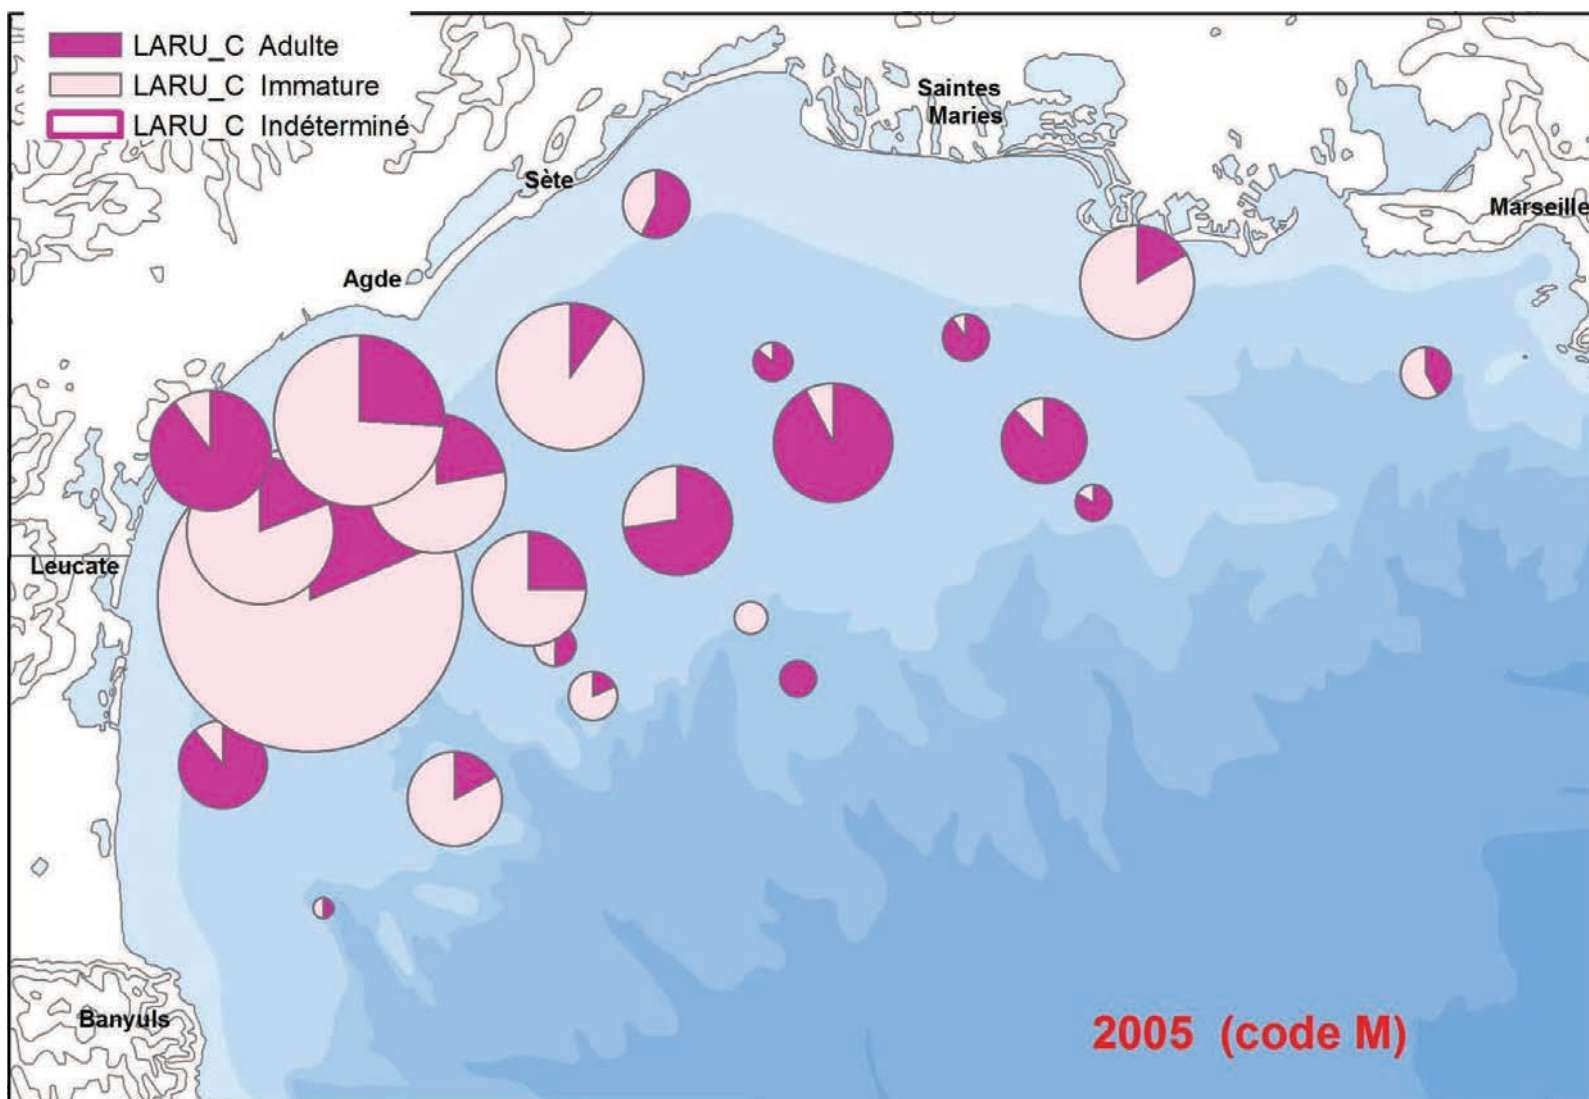 LARU_C Adulte
LARU_C Immature
LARU_C Indéterminé
Saintes
Maries
Sète
Marseille
Agde
Leucate
Banyuls
2005 (code M)